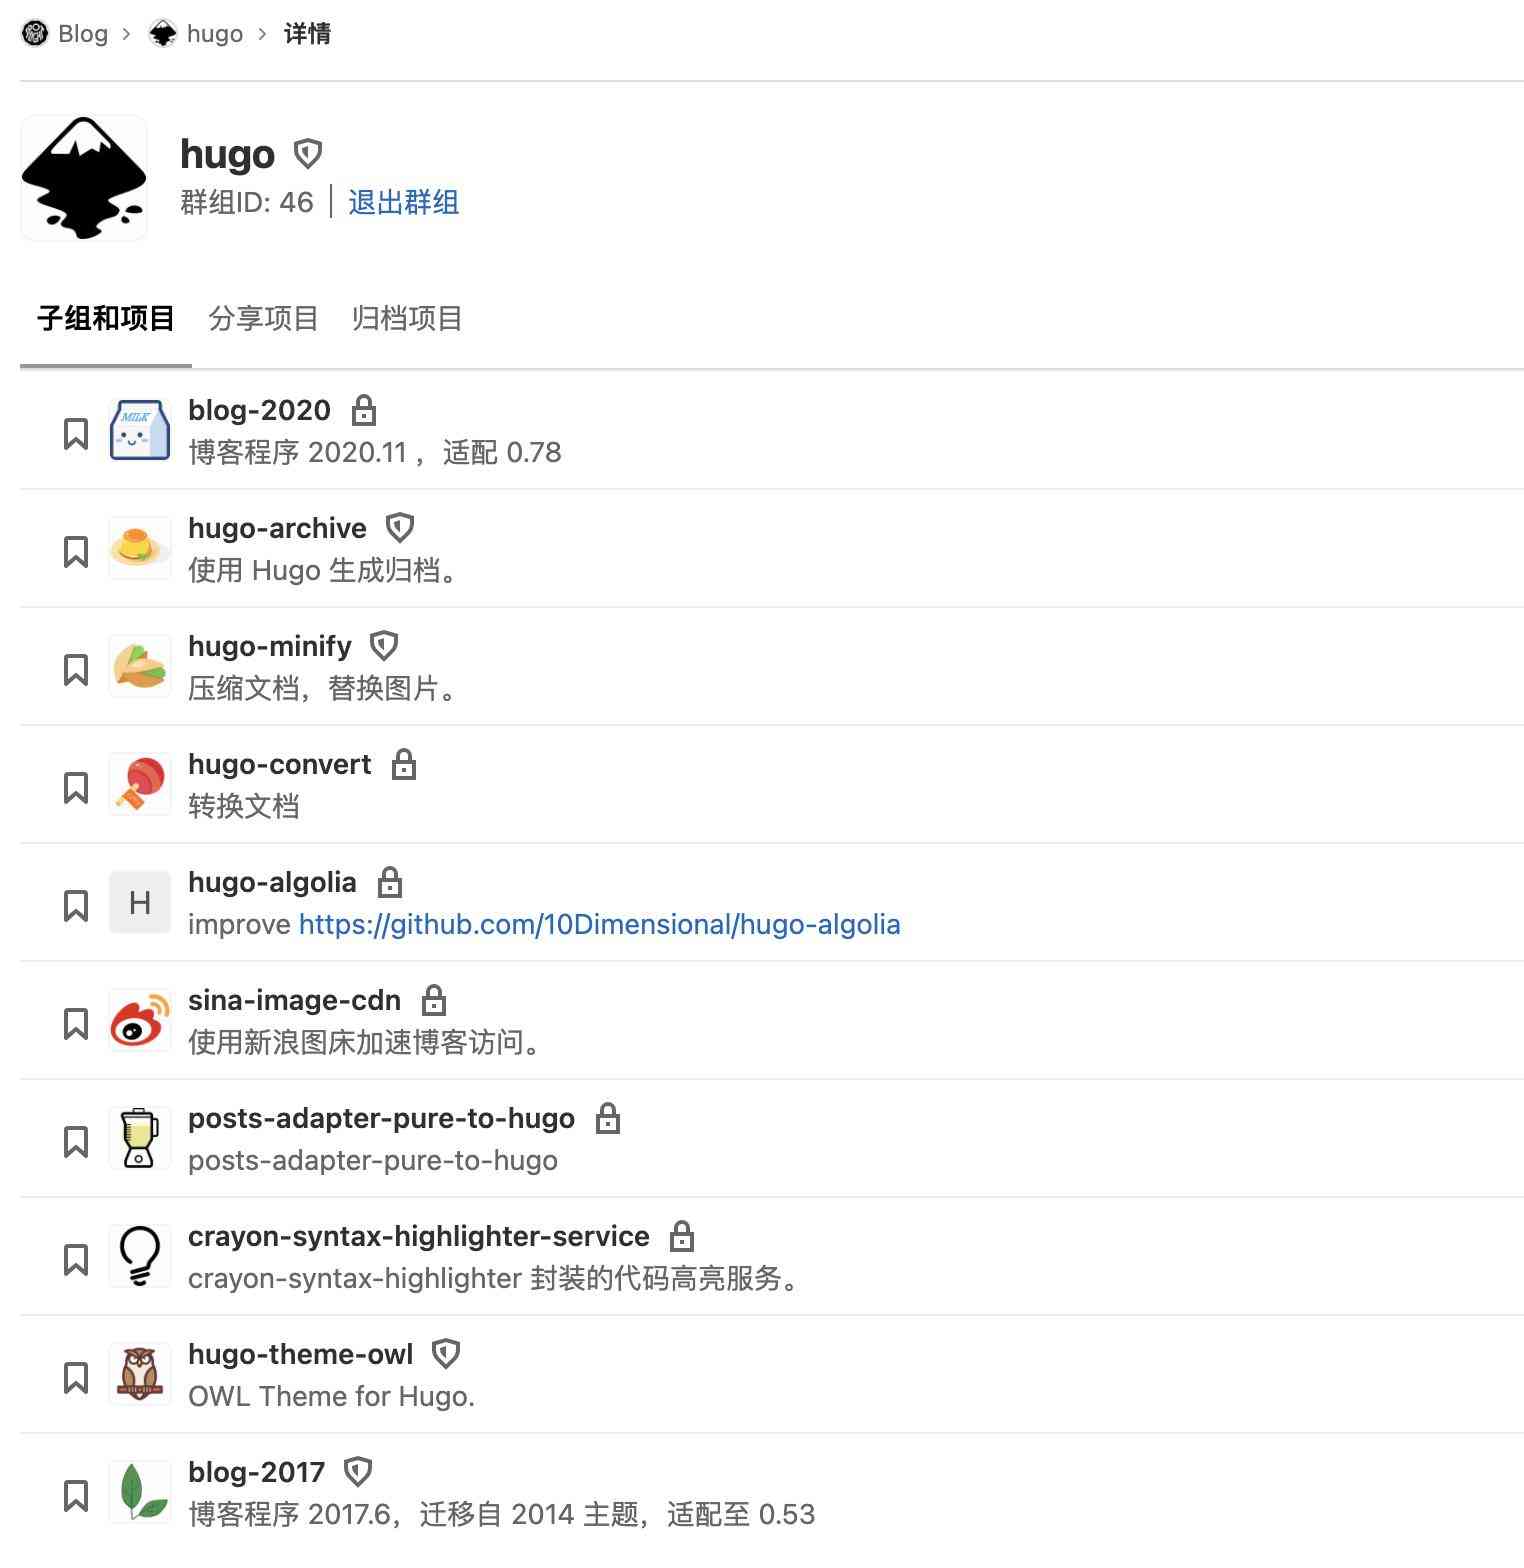 Blog > hugo > 详情
hugo
群组ID: 46 | 退出群组
子组和项目 分享项目 归档项目
MILK
blog-2020
博客程序 2020.11 ，适配 0.78
hugo-archive
使用 Hugo 生成归档。
hugo-minify
压缩文档，替换图片。
hugo-convert
转换文档
H
hugo-algolia
improve https://github.com/10Dimensional/hugo-algolia
sina-image-cdn
使用新浪图床加速博客访问。
posts-adapter-pure-to-hugo
posts-adapter-pure-to-hugo
crayon-syntax-highlighter-service
crayon-syntax-highlighter 封装的代码高亮服务。
hugo-theme-owl
OWL Theme for Hugo.
blog-2017
博客程序 2017.6，迁移自 2014 主题，适配至 0.53